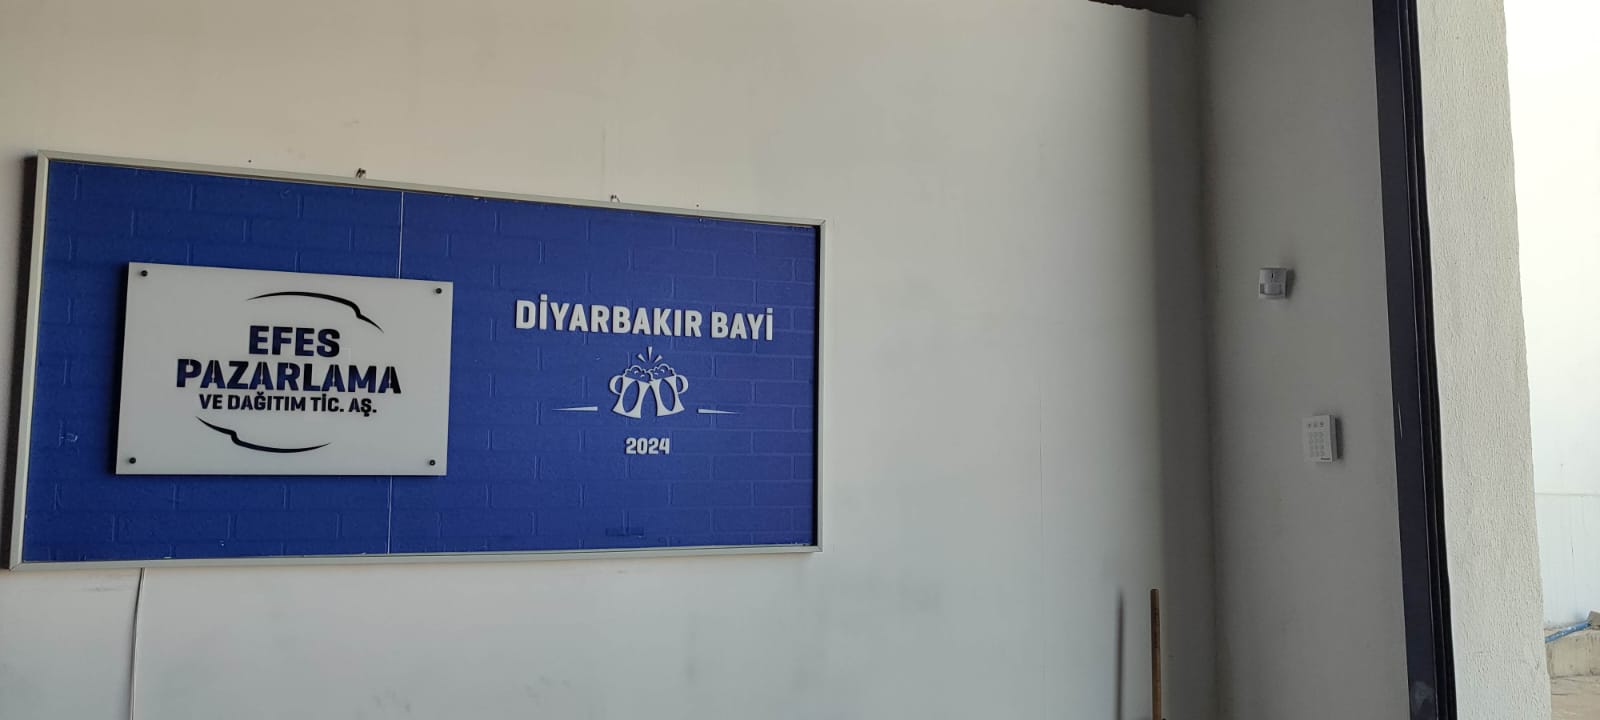 EFES
PAZARLAMA
VE DAĞITIM TİC. AŞ.
DİYARBAKIR BAYİ
2024